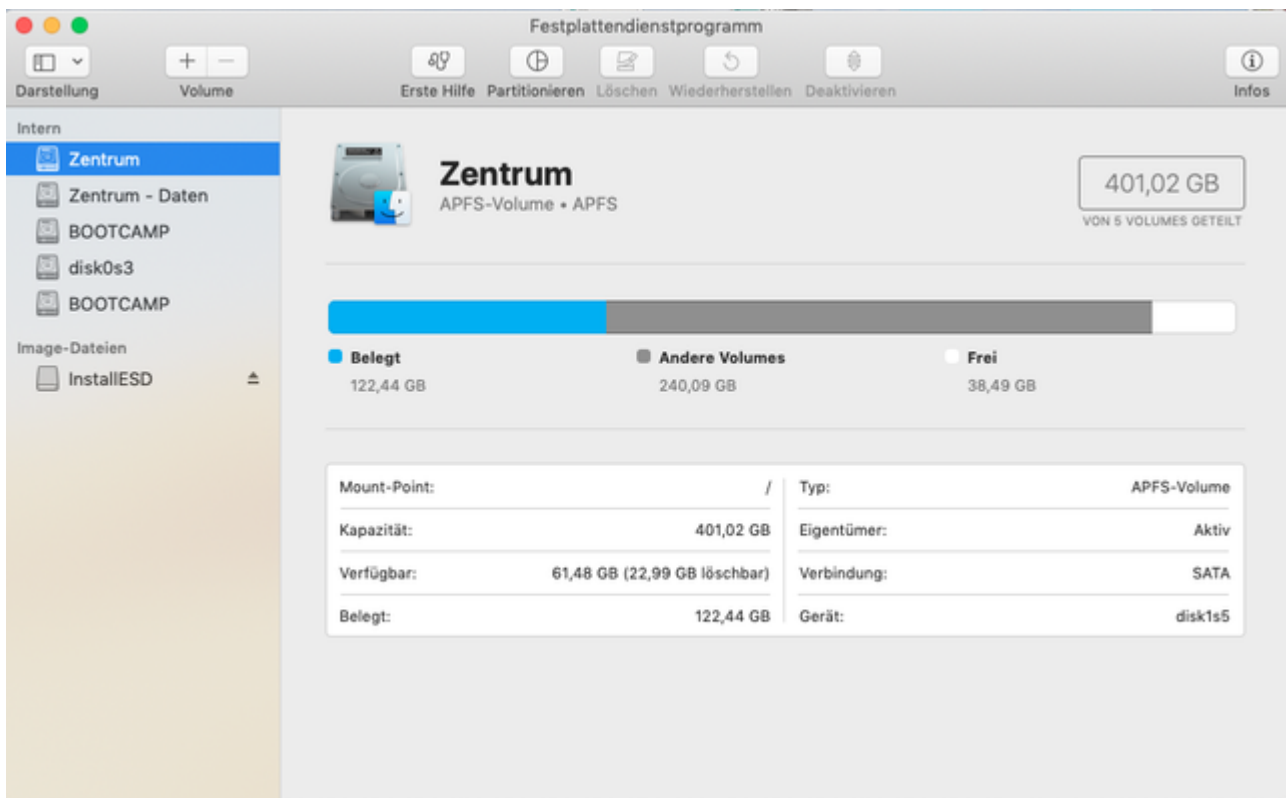 Festplattendienstprogramm
Darstellung Volume Erste Hilfe Partitionieren Löschen Wiederherstellen Deaktivieren Infos
Intern
Zentrum
Zentrum - Daten
BOOTCAMP
disk0s3
BOOTCAMP
Image-Dateien
InstallESD
Zentrum
APFS-Volume • APFS
401,02 GB
VON 5 VOLUMES GETEILT
Belegt Andere Volumes Frei
122,44 GB 240,09 GB 38,49 GB
Mount-Point: / Typ: APFS-Volume
Kapazität: 401,02 GB Eigentümer: Aktiv
Verfügbar: 61,48 GB (22,99 GB löschbar) Verbindung: SATA
Belegt: 122,44 GB Gerät: disk1s5